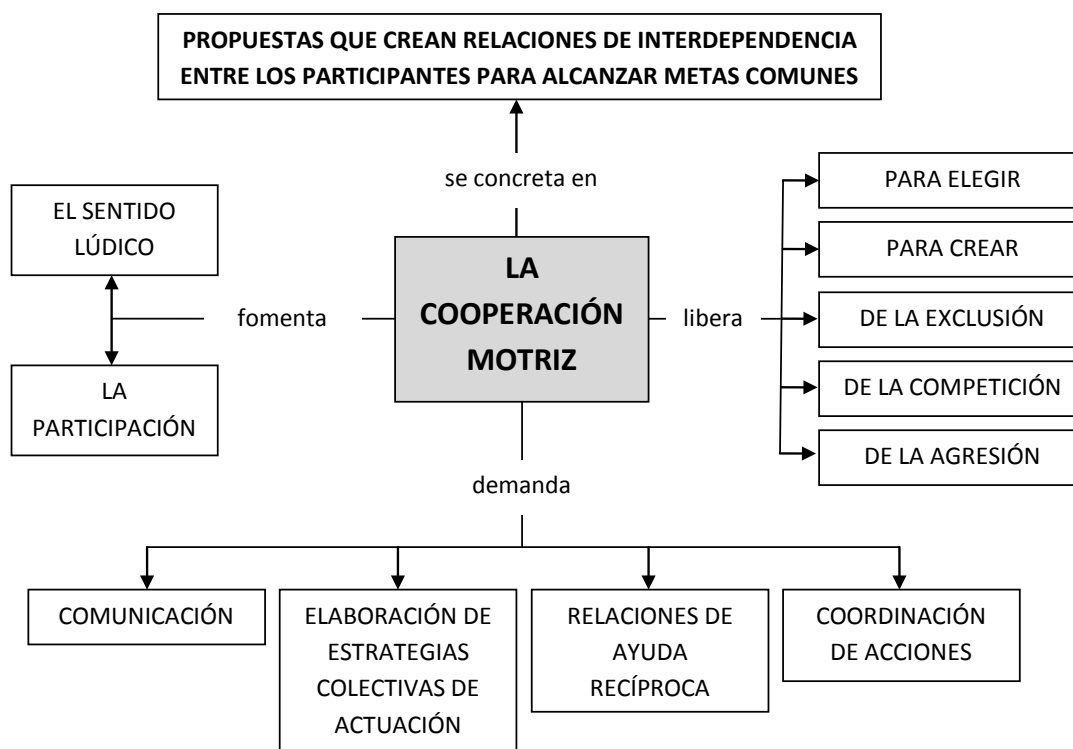 PROPUESTAS QUE CREAN RELACIONES DE INTERDEPENDENCIA
ENTRE LOS PARTICIPANTES PARA ALCANZAR METAS COMUNES
se concreta en
EL SENTIDO
LÚDICO
fomenta
LA
PARTICIPACIÓN
LA
COOPERACIÓN
MOTRIZ
libera
PARA ELEGIR
PARA CREAR
DE LA EXCLUSIÓN
DE LA COMPETICIÓN
DE LA AGRESIÓN
demanda
COMUNICACIÓN
ELABORACIÓN DE
ESTRATEGIAS
COLECTIVAS DE
ACTUACIÓN
RELACIONES DE
AYUDA
RECÍPROCA
COORDINACIÓN
DE ACCIONES